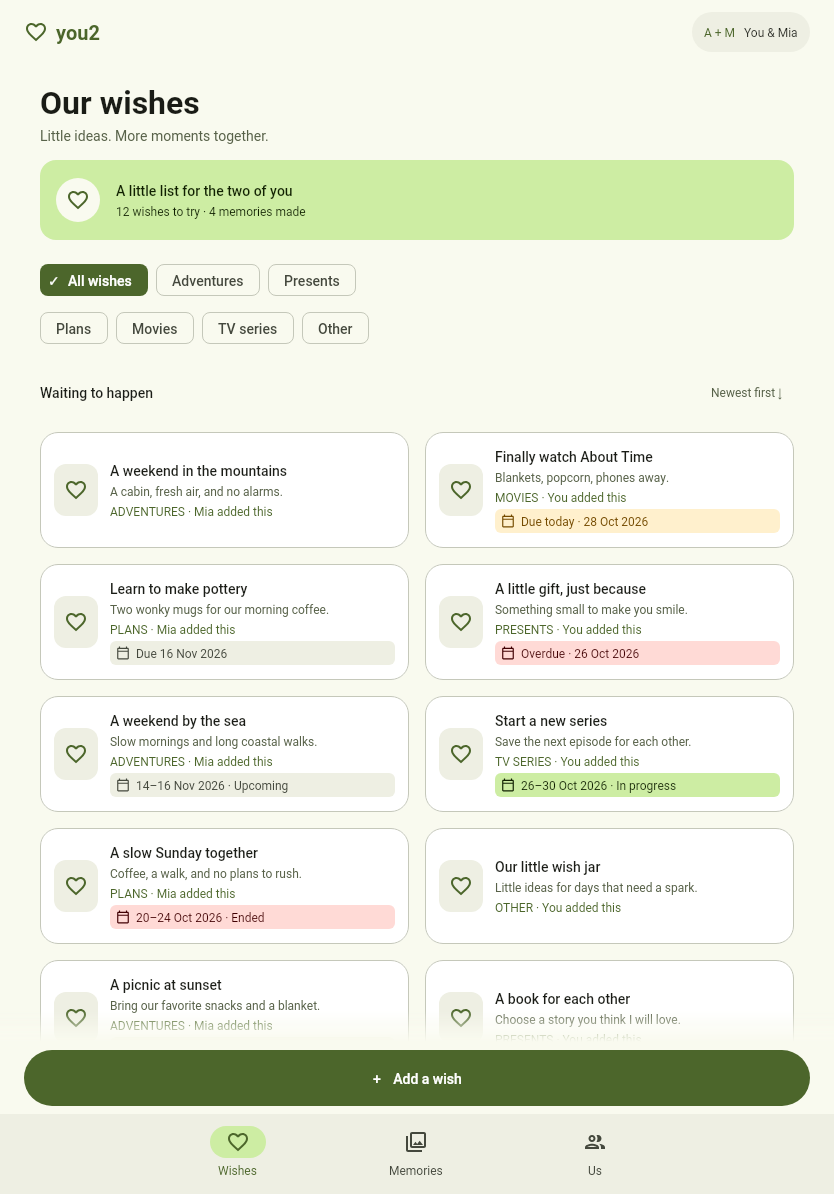 you2
A + M You & Mia
Our wishes
Little ideas. More moments together.
A little list for the two of you
12 wishes to try · 4 memories made
✓ All wishes
Adventures
Presents
Plans
Movies
TV series
Other
Waiting to happen
Newest first ↓
A weekend in the mountains
A cabin, fresh air, and no alarms.
ADVENTURES · Mia added this
Finally watch About Time
Blankets, popcorn, phones away.
MOVIES · You added this
Due today · 28 Oct 2026
Learn to make pottery
Two wonky mugs for our morning coffee.
PLANS · Mia added this
Due 16 Nov 2026
A little gift, just because
Something small to make you smile.
PRESENTS · You added this
Overdue · 26 Oct 2026
A weekend by the sea
Slow mornings and long coastal walks.
ADVENTURES · Mia added this
14–16 Nov 2026 · Upcoming
Start a new series
Save the next episode for each other.
TV SERIES · You added this
26–30 Oct 2026 · In progress
A slow Sunday together
Coffee, a walk, and no plans to rush.
PLANS · Mia added this
20–24 Oct 2026 · Ended
Our little wish jar
Little ideas for days that need a spark.
OTHER · You added this
A picnic at sunset
Bring our favorite snacks and a blanket.
ADVENTURES · Mia added this
A book for each other
Choose a story you think I will love.
PRESENTS · You added this
+ Add a wish
Wishes
Memories
Us